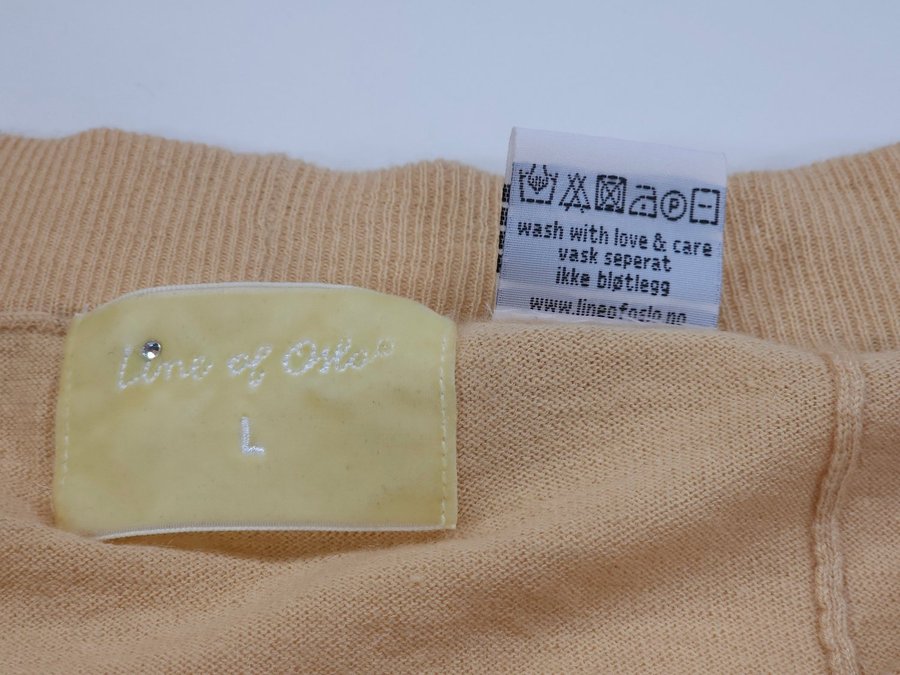 Line of Oslo®
L
P
wash with love & care
vask seperat
ikke bløtlegg
www.lineofoslo.no